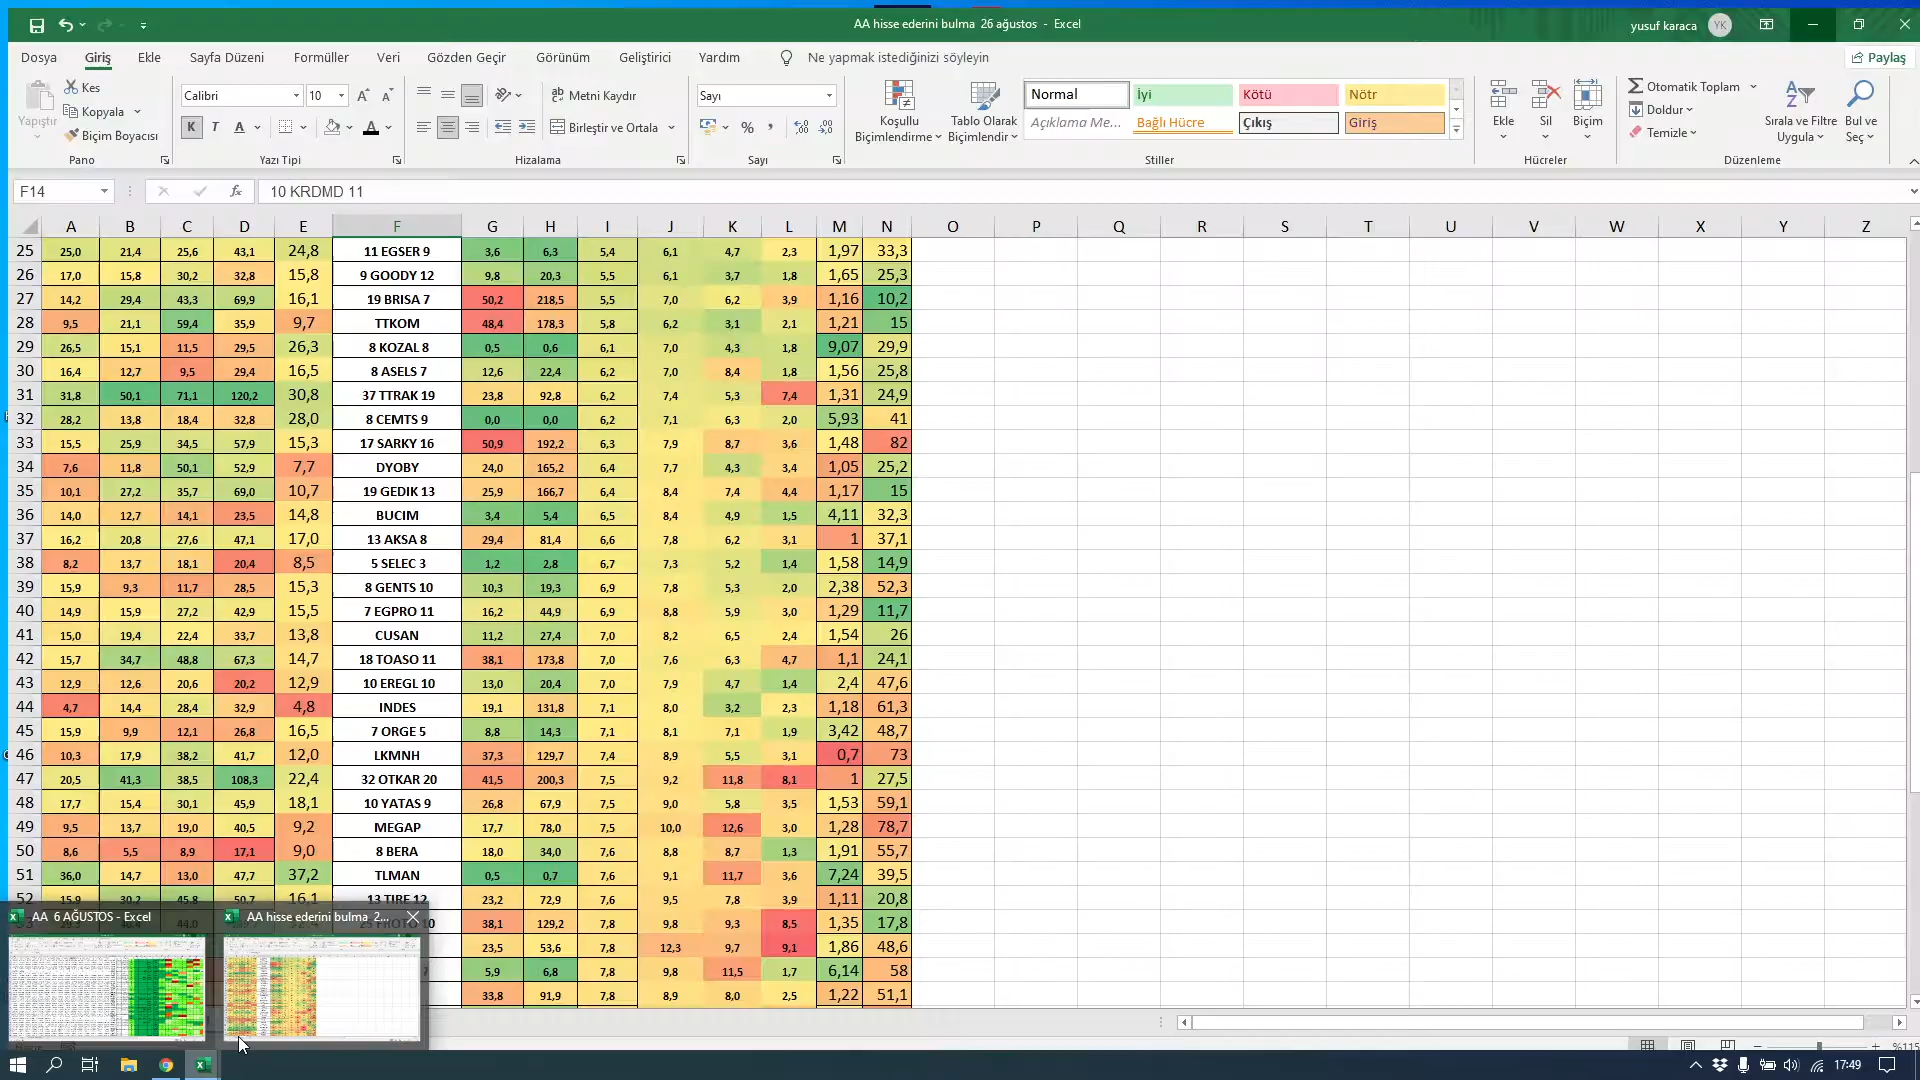 AA hisse ederini bulma 26 ağustos - Excel
yusuf karaca YK
Dosya Giriş Ekle Sayfa Düzeni Formüller Veri Gözden Geçir Görünüm Geliştirici Yardım Ne yapmak istediğinizi söyleyin Paylaş
Yapıştır
Kes
Kopyala
Biçim Boyacısı
Pano
Calibri 10
K T A
Yazı Tipi
Metni Kaydır
Birleştir ve Ortala
Hizalama
Sayı
Sayı
Koşullu Biçimlendirme
Tablo Olarak Biçimlendir
Normal İyi Kötü Nötr
Açıklama Me... Bağlı Hücre Çıkış Giriş
Stiller
Ekle Sil Biçim
Hücreler
Otomatik Toplam
Doldur
Temizle
Sırala ve Filtre Uygula
Bul ve Seç
Düzenleme
F14 fx 10 KRDMD 11
A B C D E F G H I J K L M N O P Q R S T U V W X Y Z
25 25,0 21,4 25,6 43,1 24,8 11 EGSER 9 3,6 6,3 5,4 6,1 4,7 2,3 1,97 33,3
26 17,0 15,8 30,2 32,8 15,8 9 GOODY 12 9,8 20,3 5,5 6,1 3,7 1,8 1,65 25,3
27 14,2 29,4 43,3 69,9 16,1 19 BRISA 7 50,2 218,5 5,5 7,0 6,2 3,9 1,16 10,2
28 9,5 21,1 59,4 35,9 9,7 TTKOM 48,4 178,3 5,8 6,2 3,1 2,1 1,21 15
29 26,5 15,1 11,5 29,5 26,3 8 KOZAL 8 0,5 0,6 6,1 7,0 4,3 1,8 9,07 29,9
30 16,4 12,7 9,5 29,4 16,5 8 ASELS 7 12,6 22,4 6,2 7,0 8,4 1,8 1,56 25,8
31 31,8 50,1 71,1 120,2 30,8 37 TTRAK 19 23,8 92,8 6,2 7,4 5,3 7,4 1,31 24,9
32 28,2 13,8 18,4 32,8 28,0 8 CEMTS 9 0,0 0,0 6,2 7,1 6,3 2,0 5,93 41
33 15,5 25,9 34,5 57,9 15,3 17 SARKY 16 50,9 192,2 6,3 7,9 8,7 3,6 1,48 82
34 7,6 11,8 50,1 52,9 7,7 DYOBY 24,0 165,2 6,4 7,7 4,3 3,4 1,05 25,2
35 10,1 27,2 35,7 69,0 10,7 19 GEDIK 13 25,9 166,7 6,4 8,4 7,4 4,4 1,17 15
36 14,0 12,7 14,1 23,5 14,8 BUCIM 3,4 5,4 6,5 8,4 4,9 1,5 4,11 32,3
37 16,2 20,8 27,6 47,1 17,0 13 AKSA 8 29,4 81,4 6,6 7,8 6,2 3,1 1 37,1
38 8,2 13,7 18,1 20,4 8,5 5 SELEC 3 1,2 2,8 6,7 7,3 5,2 1,4 1,58 14,9
39 15,9 9,3 11,7 28,5 15,3 8 GENTS 10 10,3 19,3 6,9 7,8 5,3 2,0 2,38 52,3
40 14,9 15,9 27,2 42,9 15,5 7 EGPRO 11 16,2 44,9 6,9 8,8 5,9 3,0 1,29 11,7
41 15,0 19,4 22,4 33,7 13,8 CUSAN 11,2 27,4 7,0 8,2 6,5 2,4 1,54 26
42 15,7 34,7 48,8 67,3 14,7 18 TOASO 11 38,1 173,8 7,0 7,6 6,3 4,7 1,1 24,1
43 12,9 12,6 20,6 20,2 12,9 10 EREGL 10 13,0 20,4 7,0 7,9 4,7 1,4 2,4 47,6
44 4,7 14,4 28,4 32,9 4,8 INDES 19,1 131,8 7,1 8,0 3,2 2,3 1,18 61,3
45 15,9 9,9 12,1 26,8 16,5 7 ORGE 5 8,8 14,3 7,1 8,1 7,1 1,9 3,42 48,7
46 10,3 17,9 38,2 41,7 12,0 LKMNH 37,3 129,7 7,4 8,9 5,5 3,1 0,7 73
47 20,5 41,3 38,5 108,3 22,4 32 OTKAR 20 41,5 200,3 7,5 9,2 11,8 8,1 1 27,5
48 17,7 15,4 30,1 45,9 18,1 10 YATAS 9 26,8 67,9 7,5 9,0 5,8 3,5 1,53 59,1
49 9,5 13,7 19,0 40,5 9,2 MEGAP 17,7 78,0 7,5 10,0 12,6 3,0 1,28 78,7
50 8,6 5,5 8,9 17,1 9,0 8 BERA 18,0 34,0 7,6 8,8 8,7 1,3 1,91 55,7
51 36,0 14,7 13,0 47,7 37,2 TLMAN 0,5 0,7 7,6 9,1 11,7 3,6 7,24 39,5
52 15,9 30,2 45,8 50,7 16,1 13 TIRE 12 23,2 72,9 7,6 9,5 7,8 3,9 1,11 20,8
10 38,1 129,2 7,8 9,8 9,3 8,5 1,35 17,8
23,5 53,6 7,8 12,3 9,7 9,1 1,86 48,6
7 5,9 6,8 7,8 9,8 11,5 1,7 6,14 58
33,8 91,9 7,8 8,9 8,0 2,5 1,22 51,1
AA 6 AĞUSTOS - Excel
AA hisse ederini bulma 2...
%115
17:49